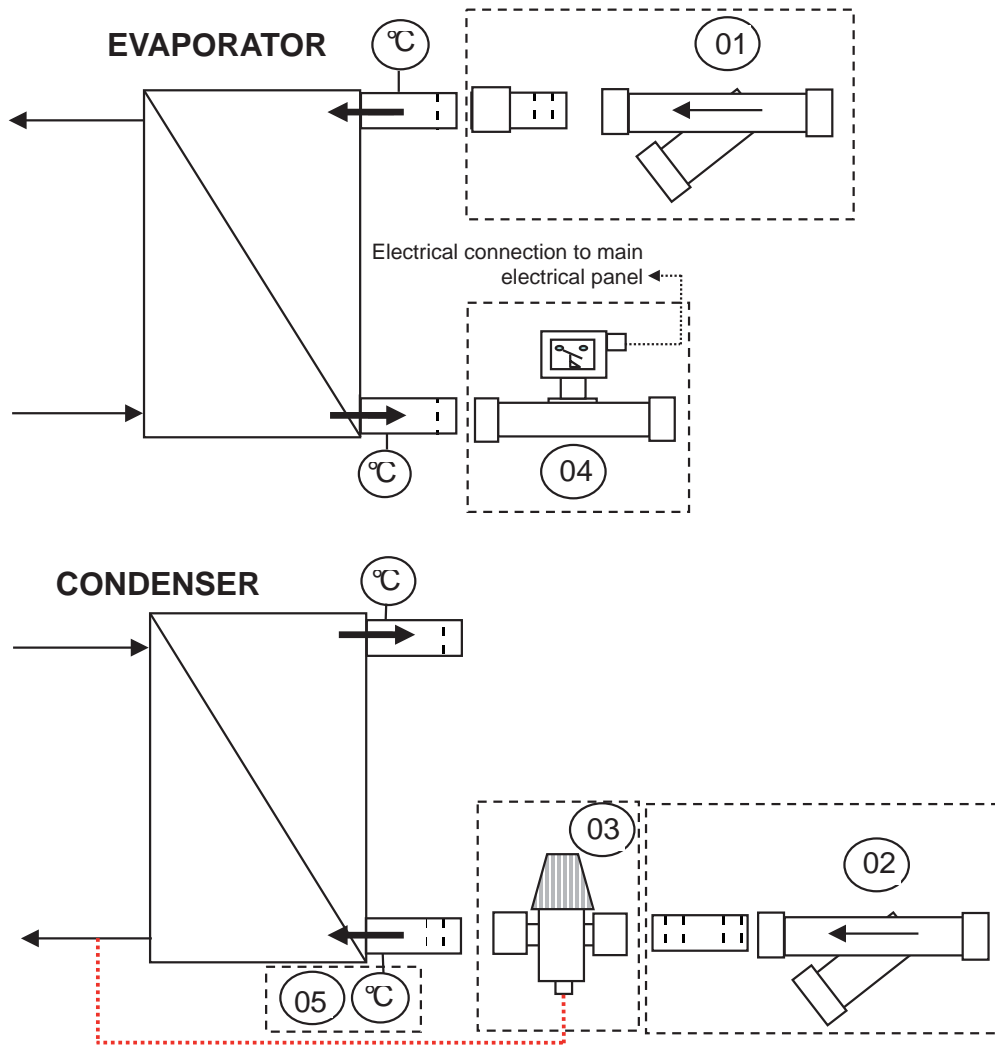 EVAPORATOR
℃
01
Electrical connection to main
electrical panel
℃
04
CONDENSER
℃
03
02
05
℃